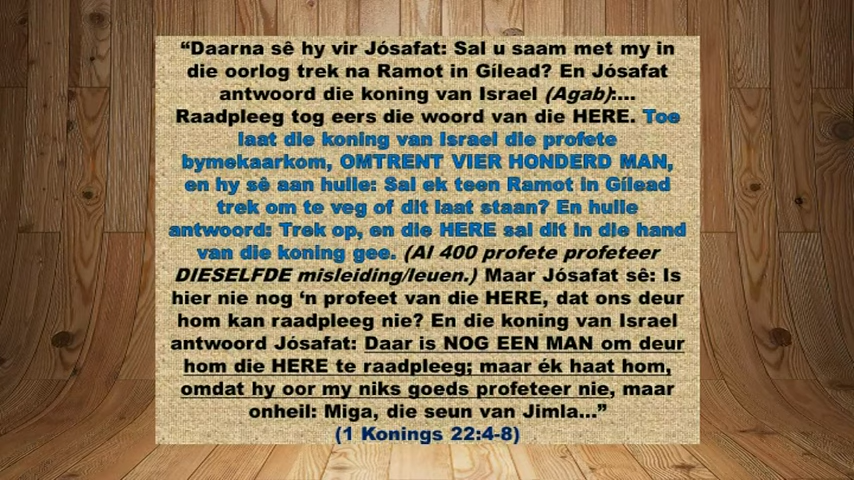 “Daarna sê hy vir Jósafat: Sal u saam met my in
die oorlog trek na Ramot in Gílead? En Jósafat
antwoord die koning van Israel (Agab):...
Raadpleeg tog eers die woord van die HERE. Toe
laat die koning van Israel die profete
bymekaarkom, OMTRENT VIER HONDERD MAN,
en hy sê aan hulle: Sal ek teen Ramot in Gílead
trek om te veg of dit laat staan? En hulle
antwoord: Trek op, en die HERE sal dit in die hand
van die koning gee. (Al 400 profete profeteer
DIESELFDE misleiding/leuen.) Maar Jósafat sê: Is
hier nie nog ‘n profeet van die HERE, dat ons deur
hom kan raadpleeg nie? En die koning van Israel
antwoord Jósafat: Daar is NOG EEN MAN om deur
hom die HERE te raadpleeg; maar ék haat hom,
omdat hy oor my niks goeds profeteer nie, maar
onheil: Miga, die seun van Jimla...”
(1 Konings 22:4-8)